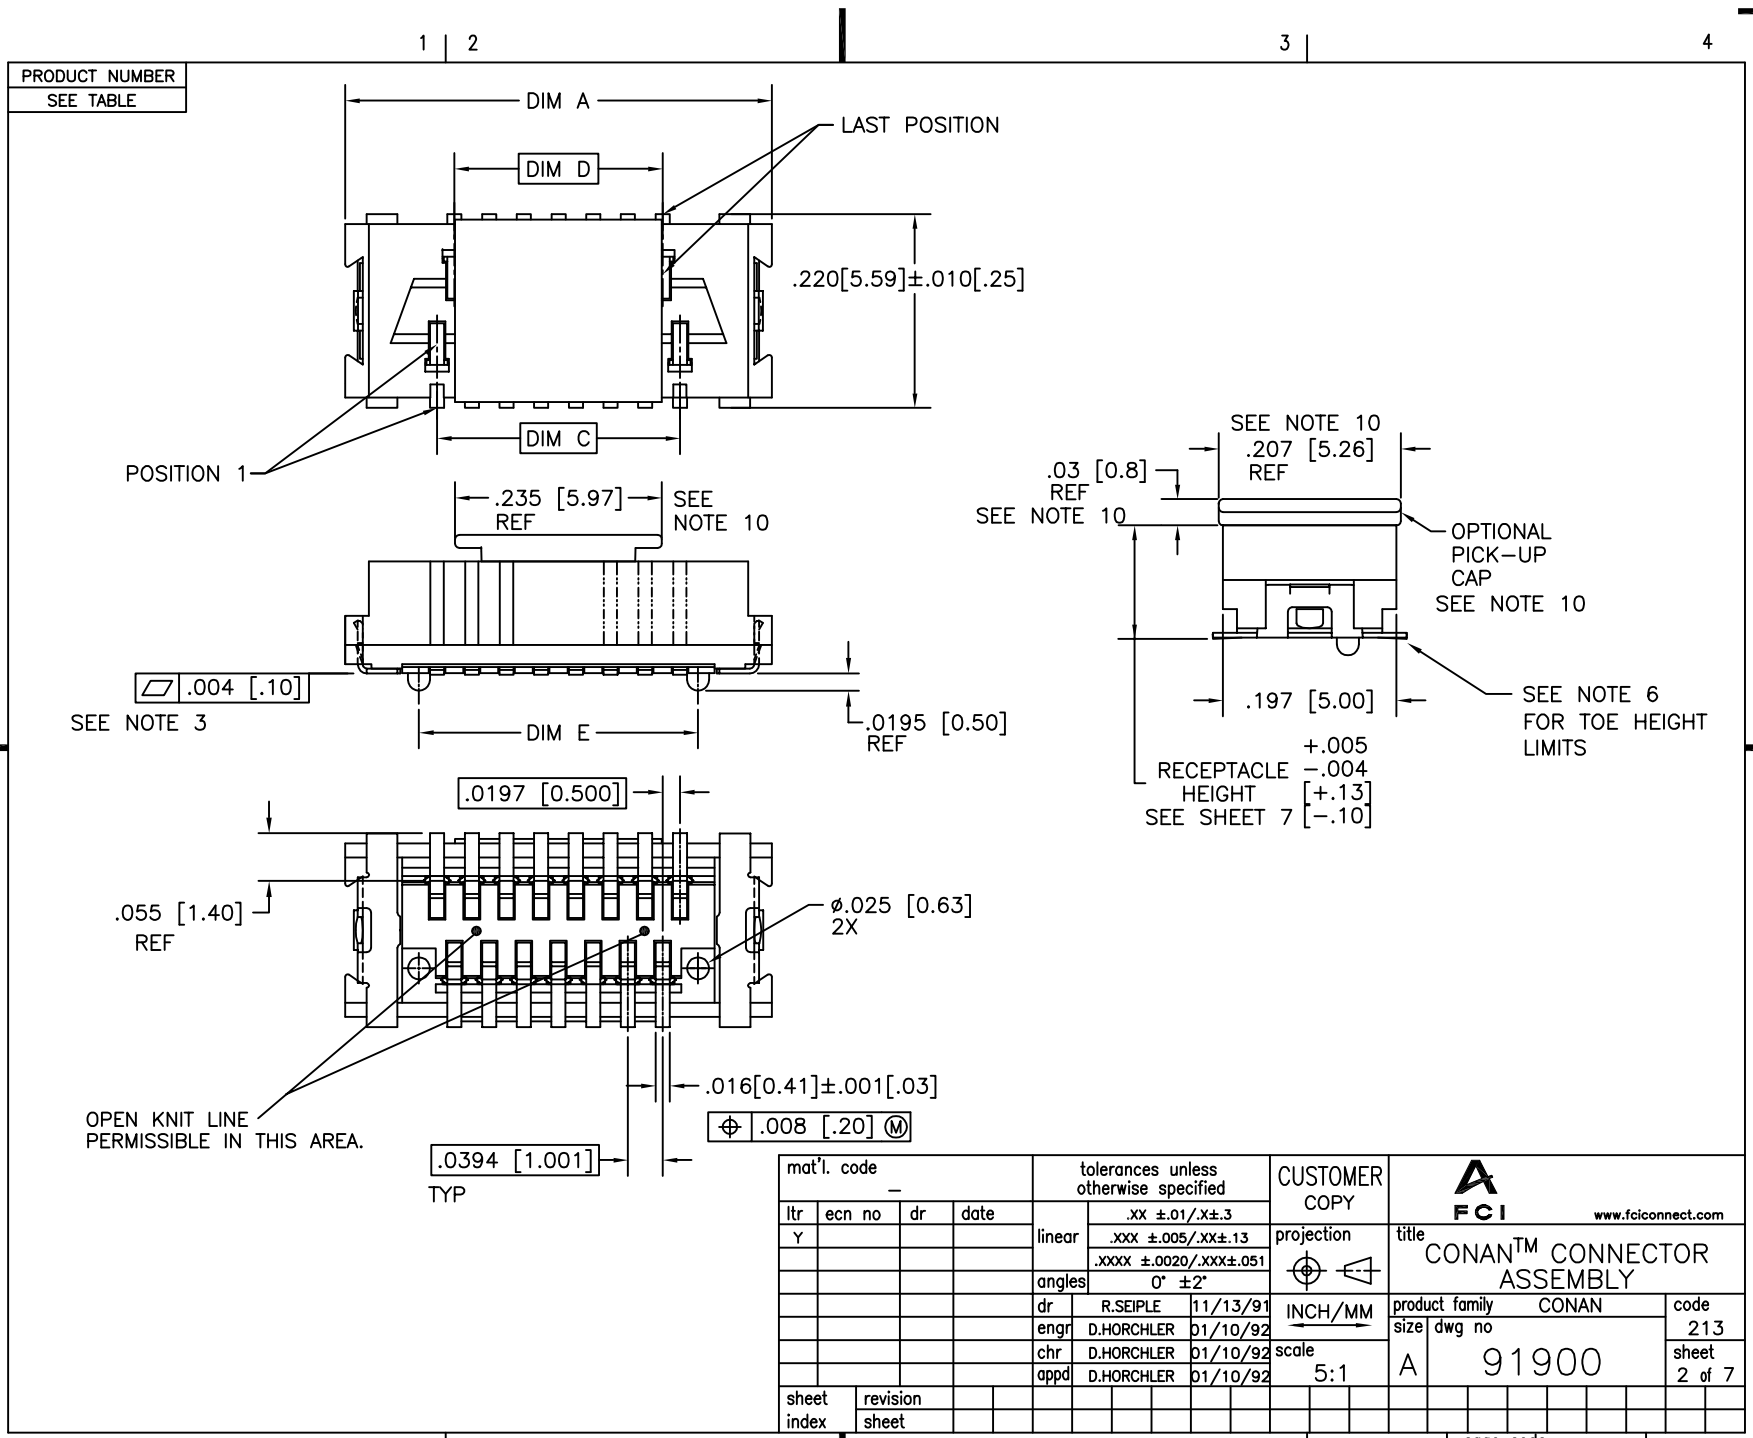 1 2 3 4
PRODUCT NUMBER
SEE TABLE
DIM A
LAST POSITION
DIM D
.220[5.59]±.010[.25]
DIM C
POSITION 1
.235 [5.97]
REF
SEE
NOTE 10
SEE NOTE 10
.207 [5.26]
REF
.03 [0.8]
REF
SEE NOTE 10
OPTIONAL
PICK-UP
CAP
SEE NOTE 10
.004 [.10]
SEE NOTE 3
DIM E
.0195 [0.50]
REF
.197 [5.00]
SEE NOTE 6
FOR TOE HEIGHT
LIMITS
RECEPTACLE
HEIGHT
SEE SHEET 7
+.005
-.004
[+.13]
[-.10]
.0197 [0.500]
.055 [1.40]
REF
ø.025 [0.63]
2X
OPEN KNIT LINE
PERMISSIBLE IN THIS AREA.
.016[0.41]±.001[.03]
⌖ .008 [.20] Ⓜ
.0394 [1.001]
TYP
mat'l. code
–
ltr ecn no dr date
Y
tolerances unless
otherwise specified
linear
.XX ±.01/.X±.3
.XXX ±.005/.XX±.13
.XXXX ±.0020/.XXX±.051
angles 0° ±2°
dr R.SEIPLE 11/13/91
engr D.HORCHLER 01/10/92
chr D.HORCHLER 01/10/92
appd D.HORCHLER 01/10/92
CUSTOMER
COPY
projection
INCH/MM
scale
5:1
FCI
www.fciconnect.com
title
CONAN™ CONNECTOR
ASSEMBLY
product family CONAN
code
213
size
A
dwg no
91900
sheet
2 of 7
sheet
index
revision
sheet